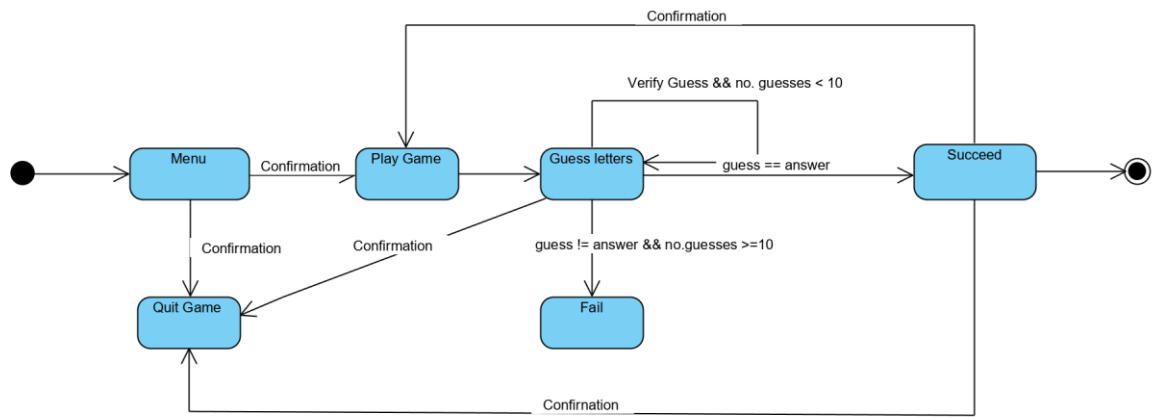 Confirmation
Verify Guess && no. guesses < 10
Menu
Confirmation
Play Game
Guess letters
guess == answer
Succeed
Confirmation
Confirmation
guess != answer && no.guesses >=10
Quit Game
Fail
Confirnation